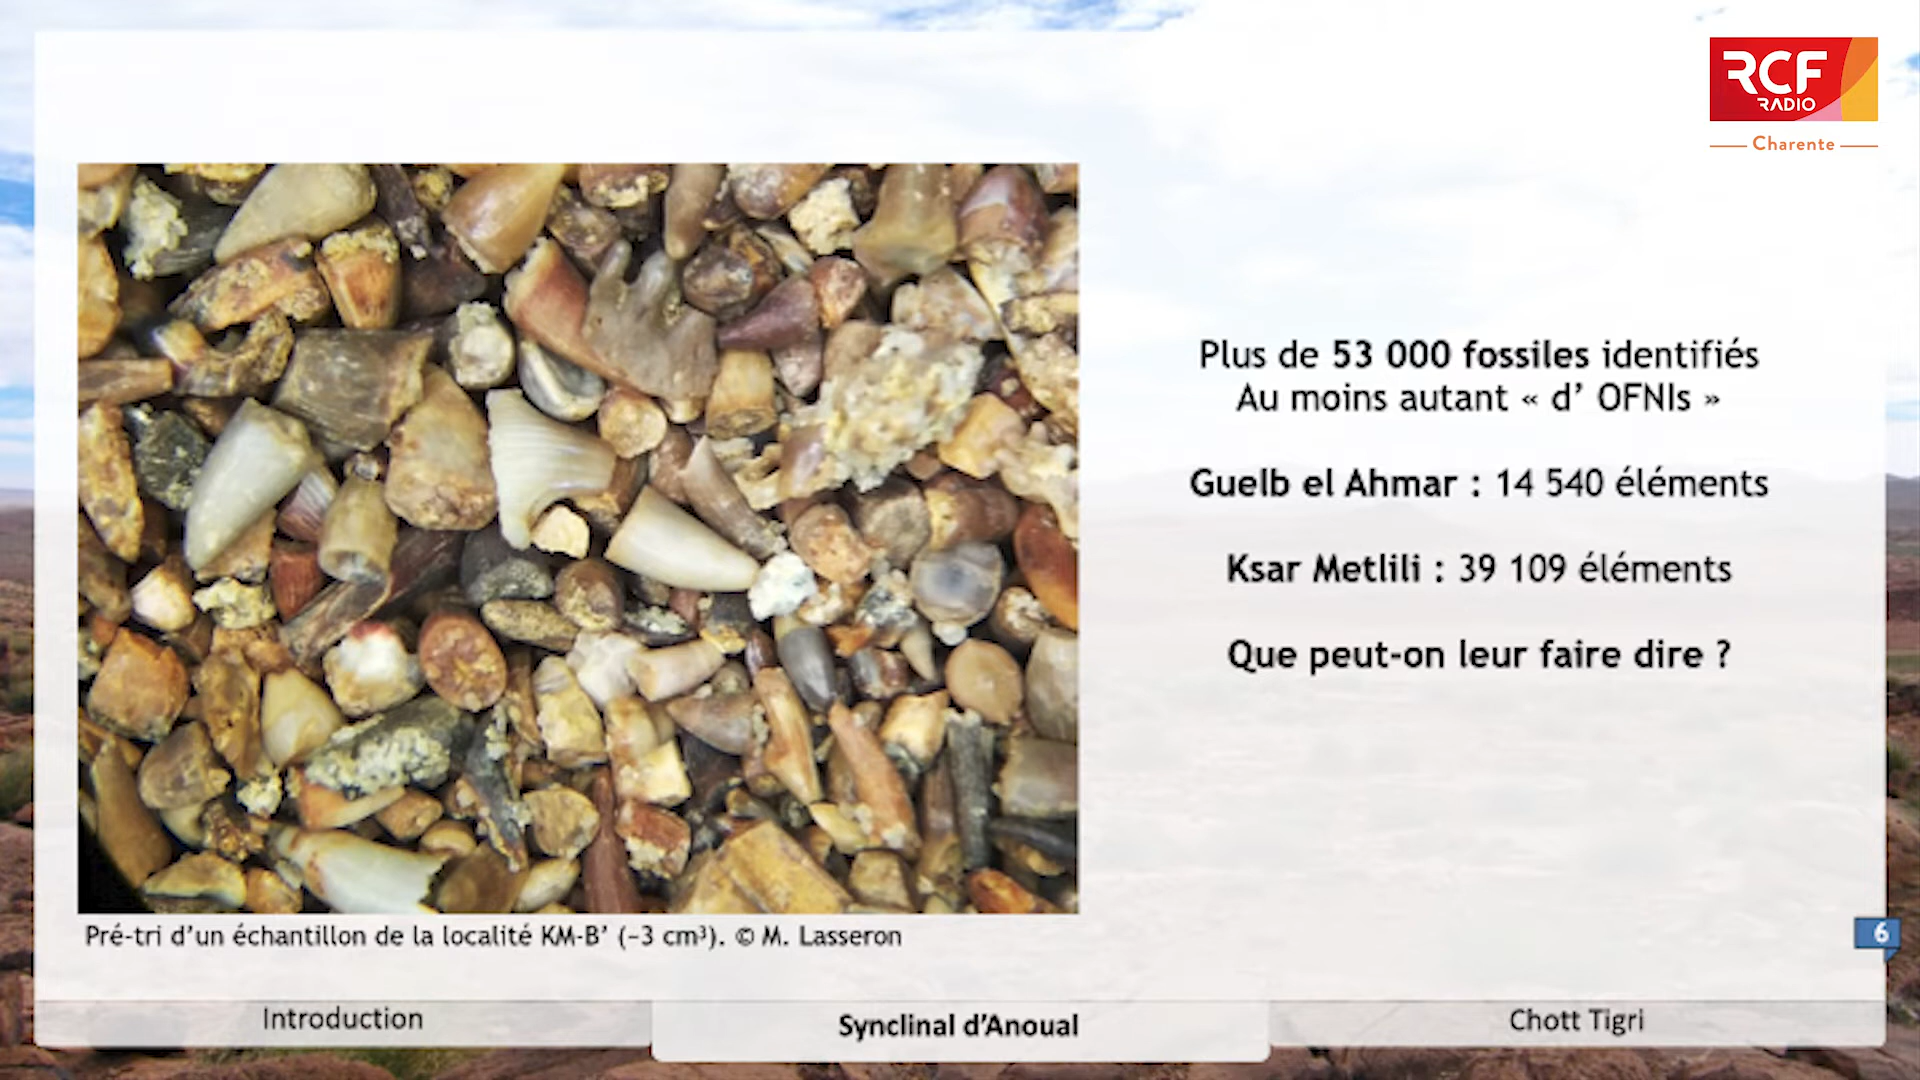 RCF
RADIO
Charente
Plus de 53 000 fossiles identifiés
Au moins autant « d’ OFNIs »
Guelb el Ahmar : 14 540 éléments
Ksar Metlili : 39 109 éléments
Que peut-on leur faire dire ?
Pré-tri d’un échantillon de la localité KM-B’ (~3 cm³). © M. Lasseron
6
Introduction
Synclinal d’Anoual
Chott Tigri